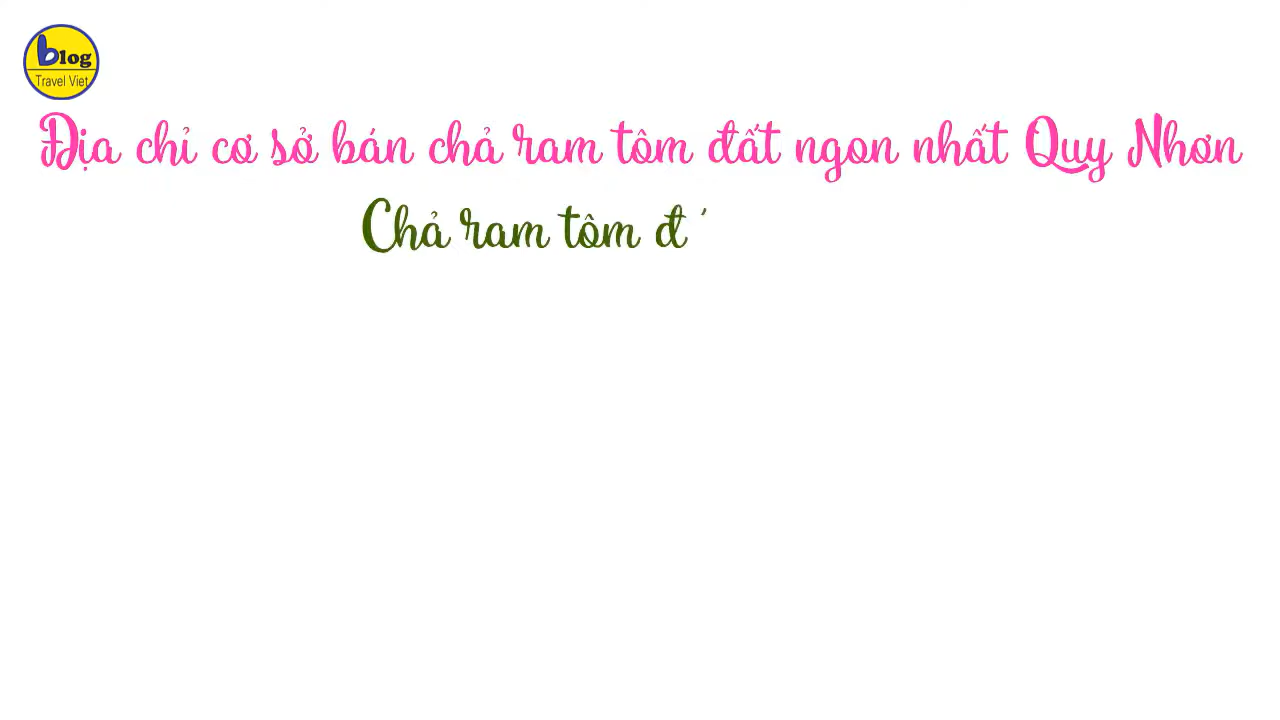 blog
Travel Viet
Địa chỉ cơ sở bán chả ram tôm đất ngon nhất Quy Nhơn
Chả ram tôm đ